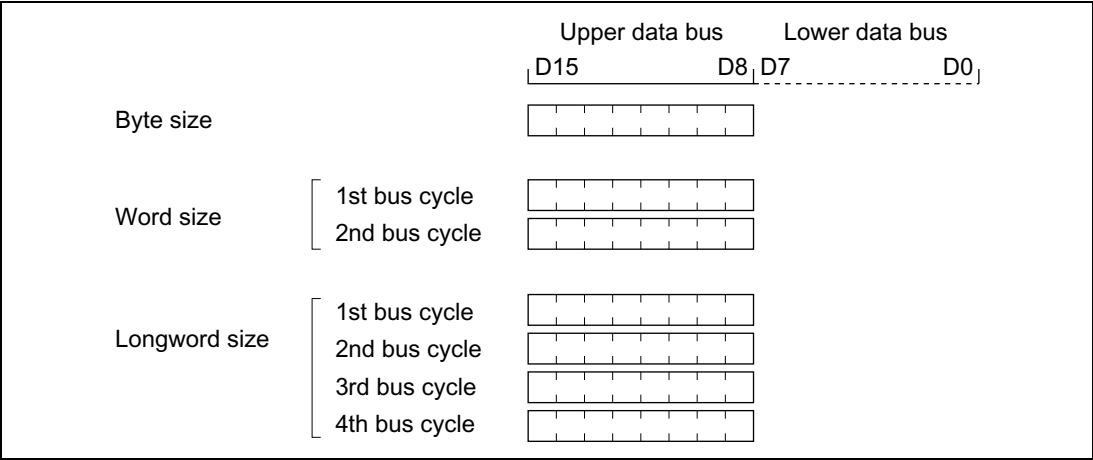 Upper data bus Lower data bus
D15 D8 D7 D0
Byte size
Word size
1st bus cycle
2nd bus cycle
Longword size
1st bus cycle
2nd bus cycle
3rd bus cycle
4th bus cycle